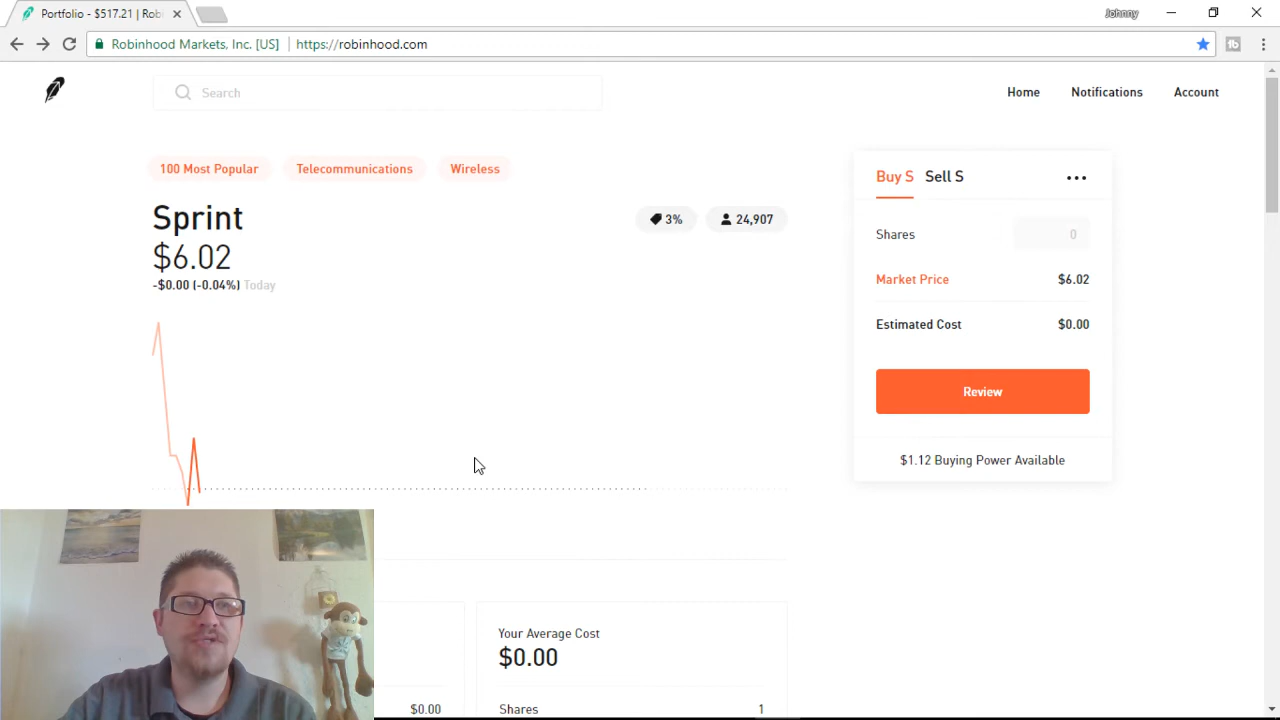 Portfolio - $517.21 | Rob
Johnny
Robinhood Markets, Inc. [US]
https://robinhood.com
Search
Home
Notifications
Account
100 Most Popular
Telecommunications
Wireless
Sprint
3%
24,907
$6.02
-$0.00 (-0.04%) Today
Buy S
Sell S
Shares
0
Market Price
$6.02
Estimated Cost
$0.00
Review
$1.12 Buying Power Available
Your Average Cost
$0.00
$0.00
Shares
1